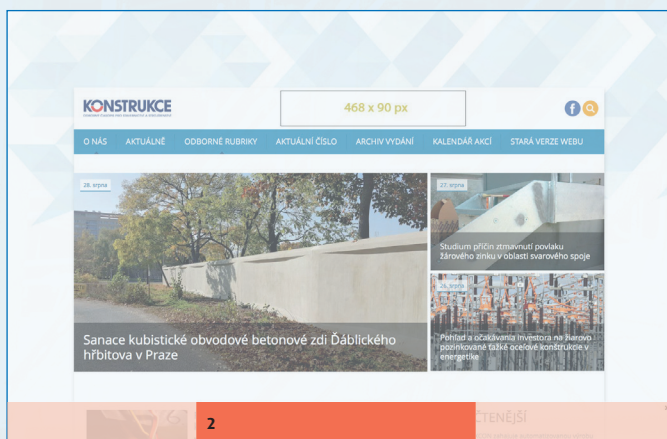 KONSTRUKCE
468 x 90 px
O NÁS AKTUÁLNĚ ODBORNÉ RUBRIKY AKTUÁLNÍ ČÍSLO ARCHIV VYDÁNÍ KALENDÁŘ AKCÍ STARÁ VERZE WEBU
28. srpna
Sanace kubistické obvodové betonové zdi Ďáblického
hřbitova v Praze
27. srpna
Studium příčin ztmavnutí povlaku
žárového zinku v oblasti svarového spoje
26. srpna
Pohľad a očakávania investora na žiarovo
pozinkované ťažké oceľové konštrukcie v
energetike
2
ČTENĚJŠÍ